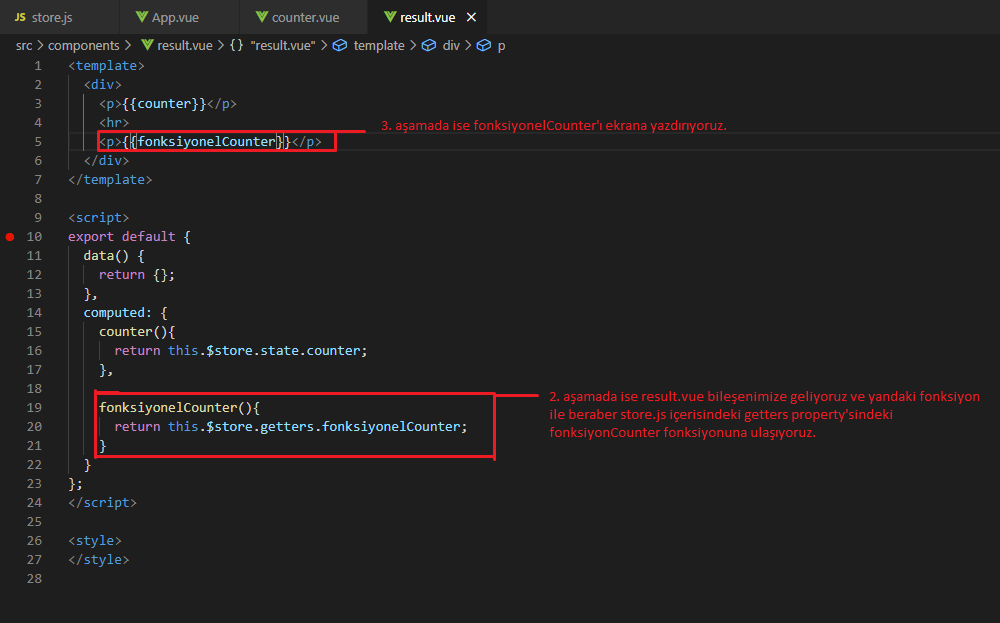 JS store.js App.vue counter.vue result.vue ×
src > components > result.vue > {} "result.vue" > template > div > p
1 <template>
2 <div>
3 <p>{{counter}}</p>
4 <hr>
3. aşamada ise fonksiyonelCounter'ı ekrana yazdırıyoruz.
5 <p>{{fonksiyonelCounter}}</p>
6 </div>
7 </template>
8
9 <script>
10 export default {
11 data() {
12 return {};
13 },
14 computed: {
15 counter(){
16 return this.$store.state.counter;
17 },
18
19 fonksiyonelCounter(){
20 return this.$store.getters.fonksiyonelCounter;
21 }
2. aşamada ise result.vue bileşenimize geliyoruz ve yandaki fonksiyon
ile beraber store.js içerisindeki getters property'sindeki
fonksiyonCounter fonksiyonuna ulaşıyoruz.
22 }
23 };
24 </script>
25
26 <style>
27 </style>
28